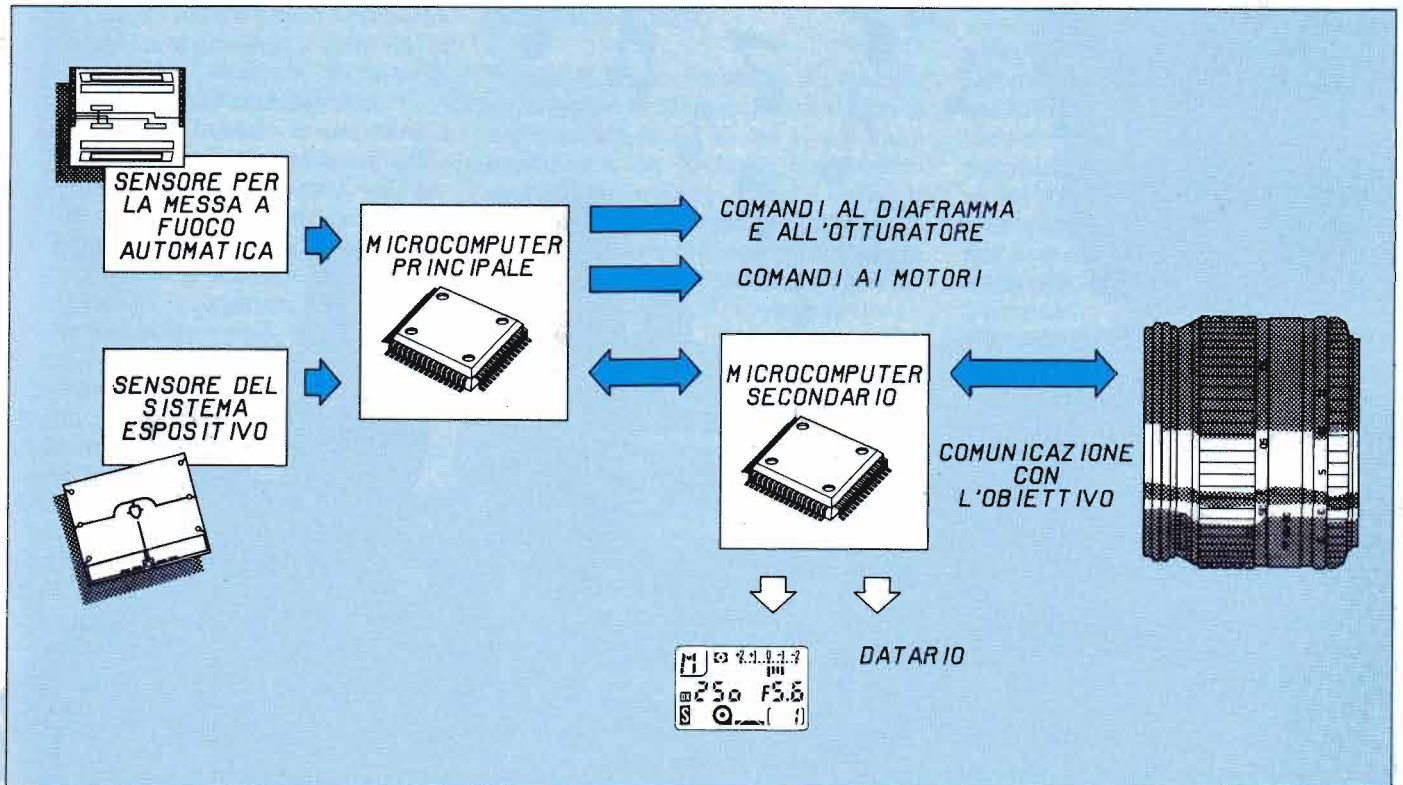 SENSORE PER
LA MESSA A
FUOCO
AUTOMATICA
MICROCOMPUTER
PRINCIPALE
COMANDI AL DIAFRAMMA
E ALL'OTTURATORE
COMANDI AI MOTORI
SENSORE DEL
SISTEMA
ESPOSITIVO
MICROCOMPUTER
SECONDARIO
COMUNICAZIONE
CON
L'OBIETTIVO
DATARIO
M
250 F5.6
S [ 1]